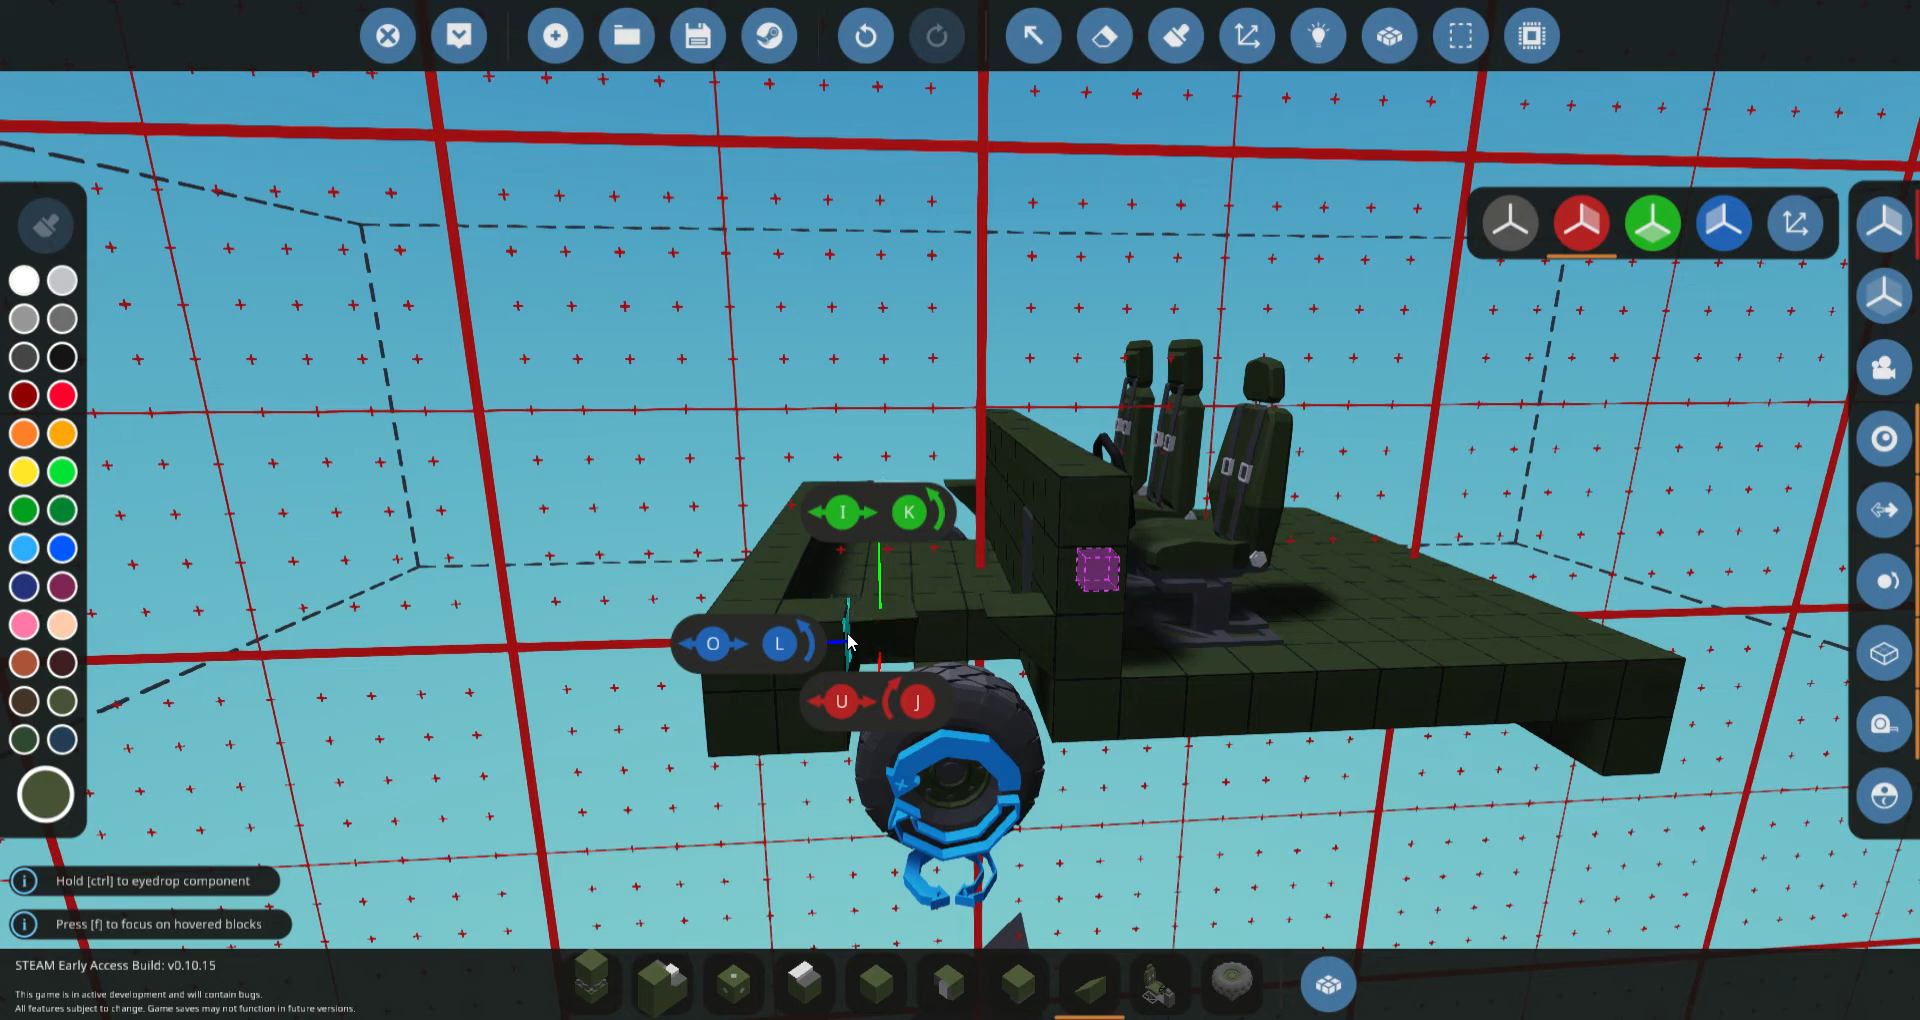 I K
O L
U J
Hold [ctrl] to eyedrop component
Press [f] to focus on hovered blocks
STEAM Early Access Build: v0.10.15
This game is in active development and will contain bugs.
All features subject to change. Game saves may not function in future versions.